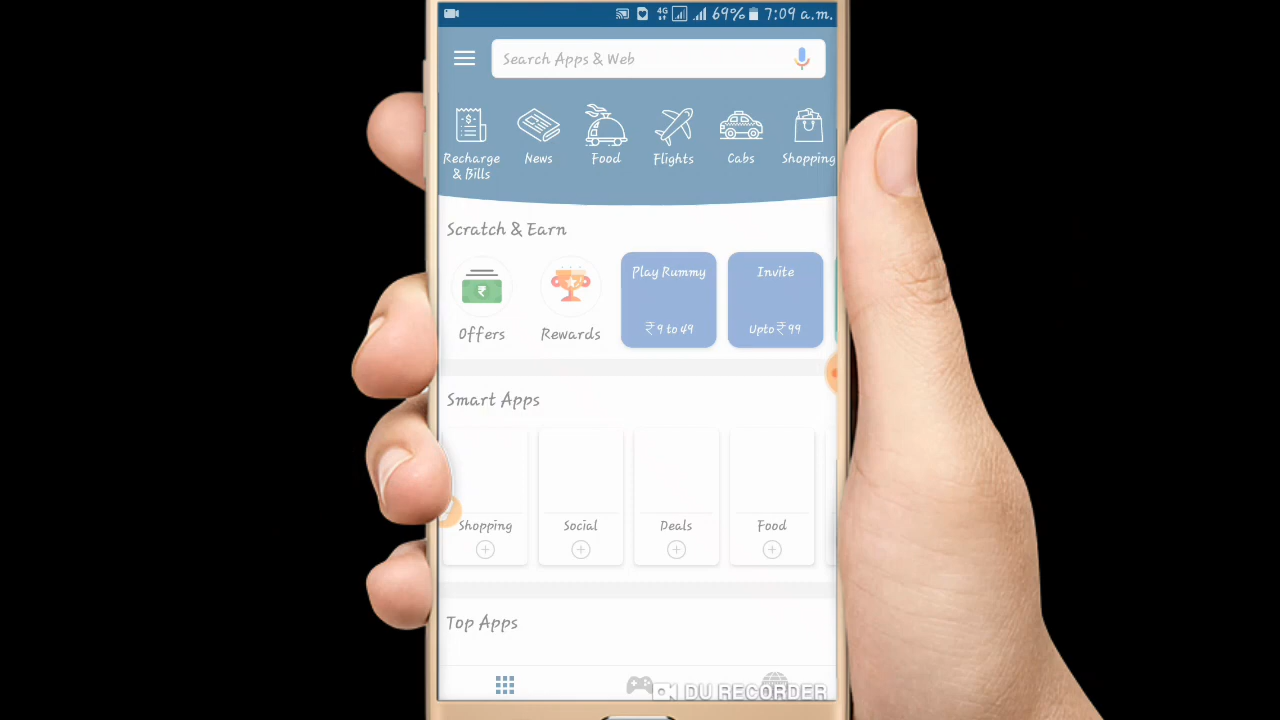 4G 69% 7:09 a.m.
Search Apps & Web
Recharge & Bills
News
Food
Flights
Cabs
Shopping
Scratch & Earn
Offers
Rewards
Play Rummy
₹ 9 to 49
Invite
Upto ₹ 99
Smart Apps
Shopping
Social
Deals
Food
Top Apps
DU RECORDER